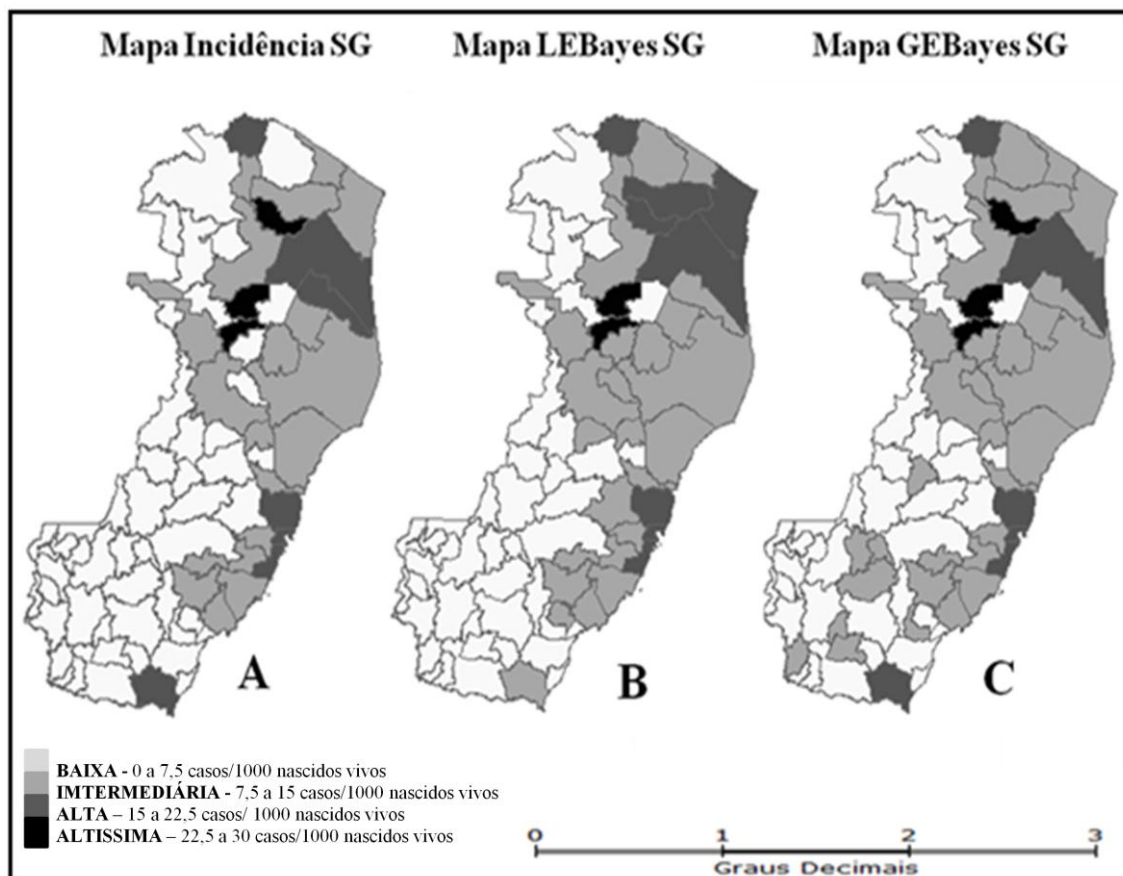 Mapa Incidência SG
Mapa LEBayes SG
Mapa GEBayes SG
A
B
C
BAIXA - 0 a 7,5 casos/1000 nascidos vivos
IMTERMEDIÁRIA - 7,5 a 15 casos/1000 nascidos vivos
ALTA – 15 a 22,5 casos/ 1000 nascidos vivos
ALTISSIMA – 22,5 a 30 casos/1000 nascidos vivos
0 1 2 3
Graus Decimais